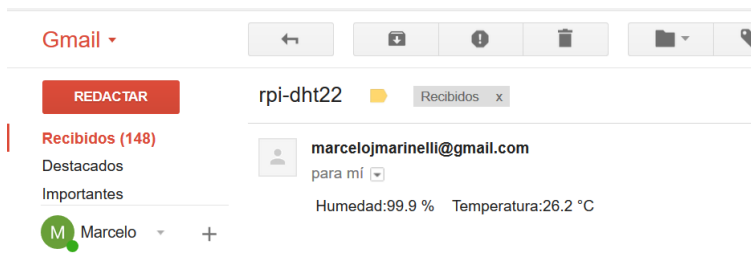 Gmail
REDACTAR
Recibidos (148)
Destacados
Importantes
M Marcelo
rpi-dht22 Recibidos x
marcelojmarinelli@gmail.com
para mí
Humedad:99.9 % Temperatura:26.2 °C